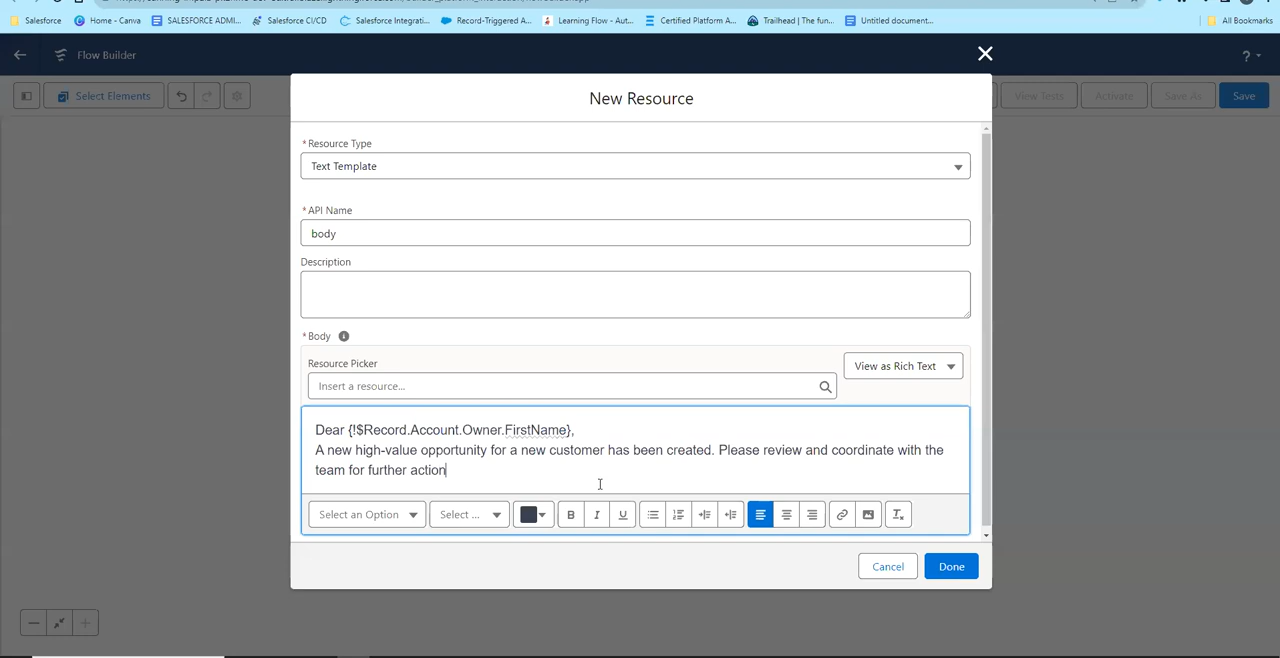 Salesforce Home - Canva SALESFORCE ADMI... Salesforce CI/CD Salesforce Integrati... Record-Triggered A... Learning Flow - Aut... Certified Platform A... Trailhead | The fun... Untitled document... All Bookmarks
Flow Builder ?
Select Elements View Tests Activate Save As Save
New Resource
* Resource Type
Text Template
* API Name
body
Description
* Body
Resource Picker
View as Rich Text
Insert a resource...
Dear {!$Record.Account.Owner.FirstName},
A new high-value opportunity for a new customer has been created. Please review and coordinate with the
team for further action
Select an Option Select ... B I U
Cancel Done